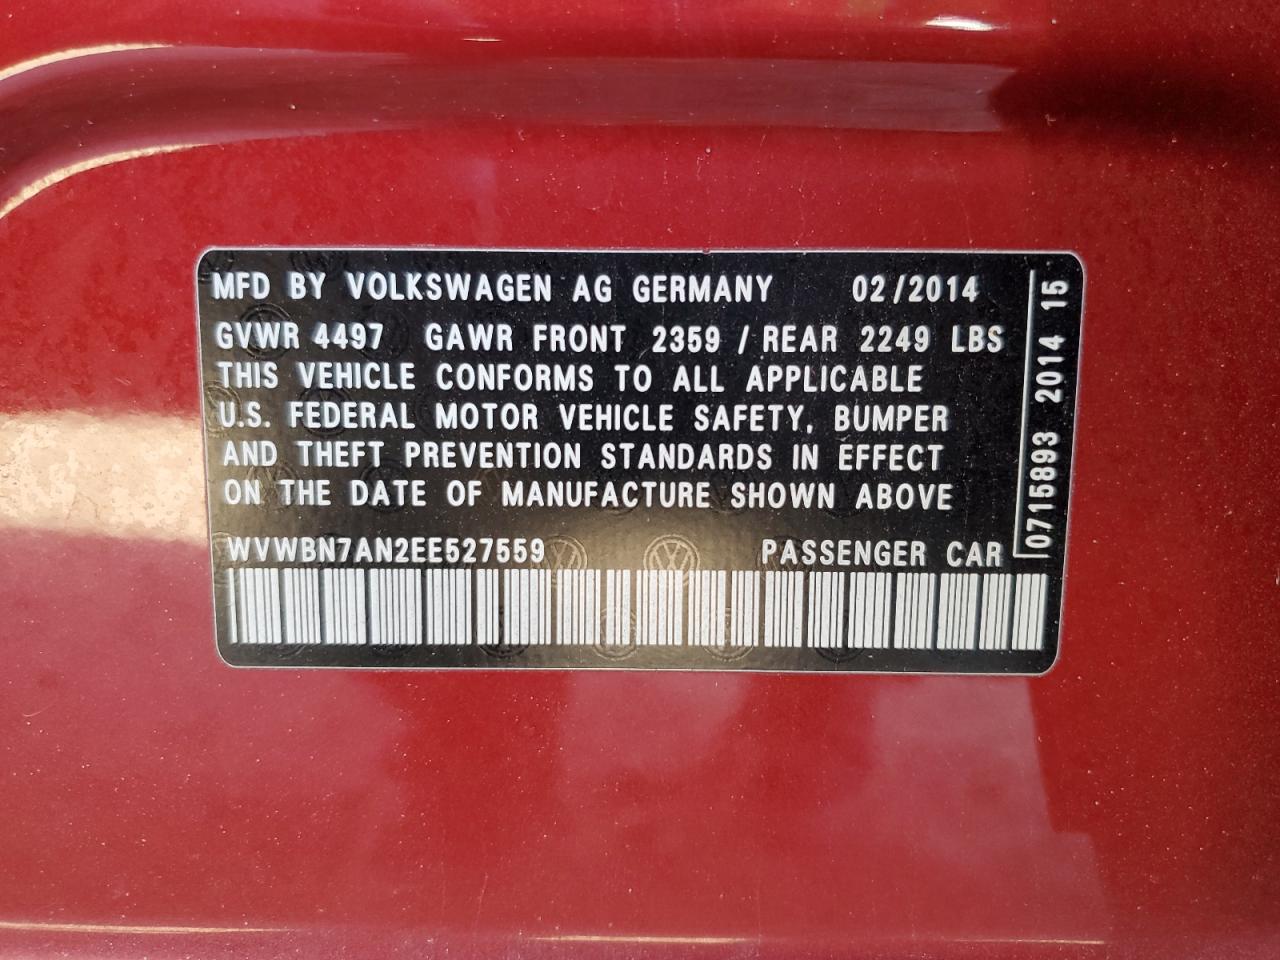 MFD BY VOLKSWAGEN AG GERMANY 02/2014
GVWR 4497 GAWR FRONT 2359 / REAR 2249 LBS
THIS VEHICLE CONFORMS TO ALL APPLICABLE
U.S. FEDERAL MOTOR VEHICLE SAFETY, BUMPER
AND THEFT PREVENTION STANDARDS IN EFFECT
ON THE DATE OF MANUFACTURE SHOWN ABOVE
WVWBN7AN2EE527559 PASSENGER CAR
0715893 2014 15